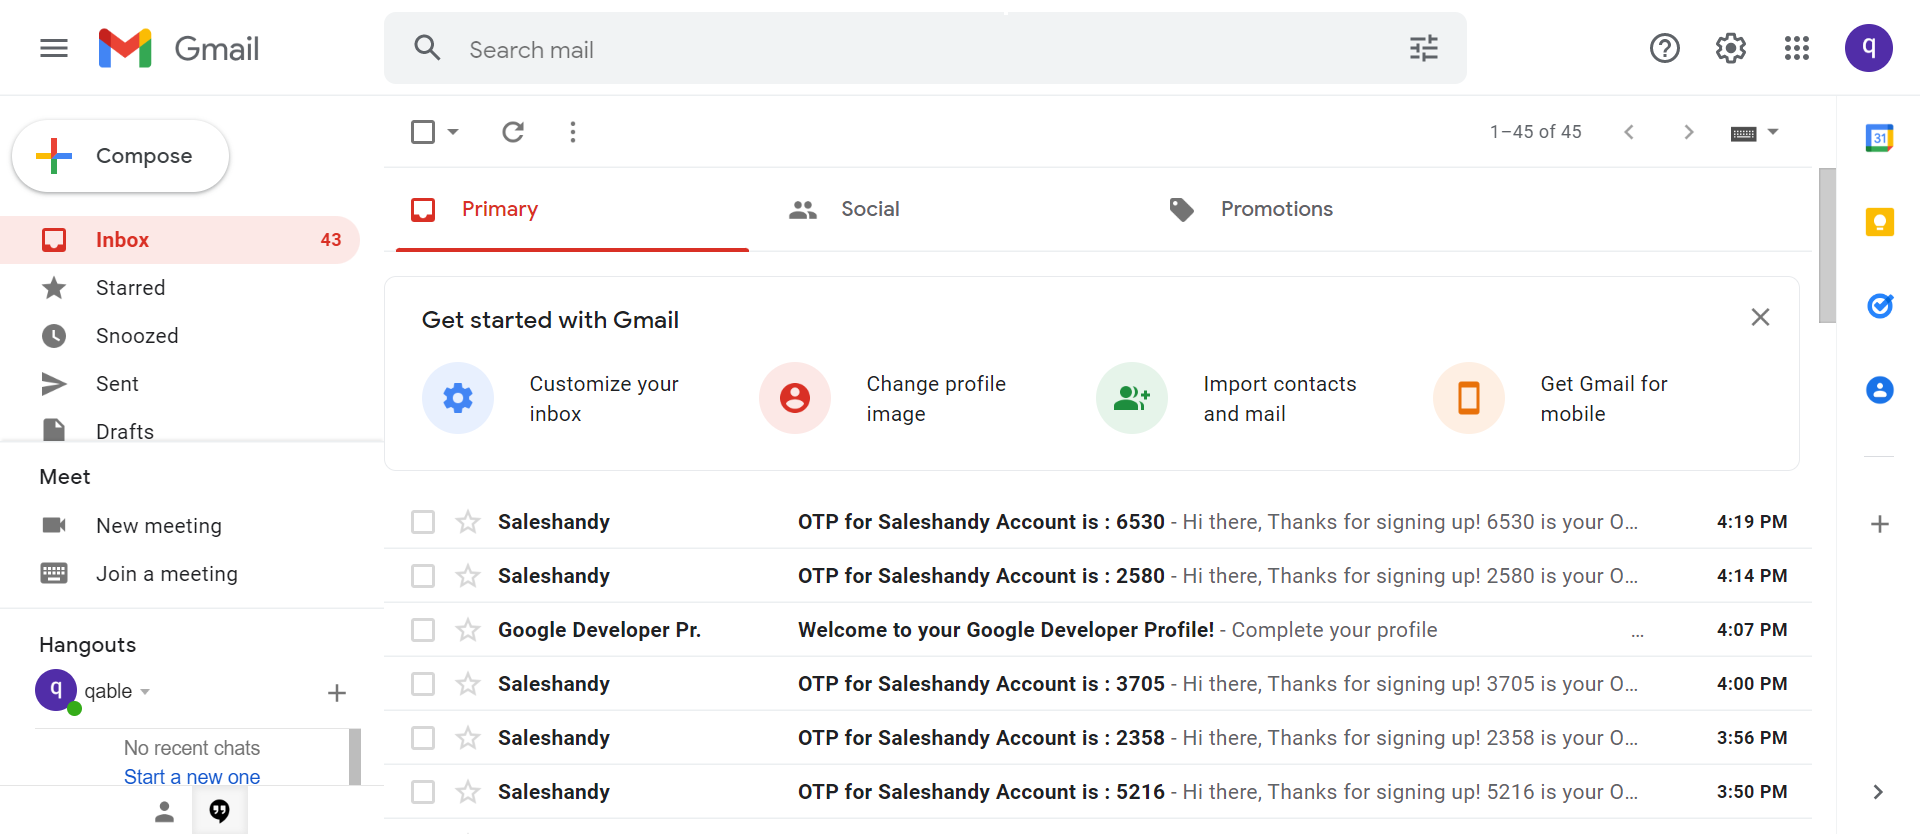 Gmail
Search mail
q
Compose
1–45 of 45
31
Primary
Social
Promotions
Inbox 43
Starred
Snoozed
Sent
Drafts
Get started with Gmail
Customize your
inbox
Change profile
image
Import contacts
and mail
Get Gmail for
mobile
Meet
New meeting
Join a meeting
Hangouts
q qable
No recent chats
Start a new one
Saleshandy OTP for Saleshandy Account is : 6530 - Hi there, Thanks for signing up! 6530 is your O... 4:19 PM
Saleshandy OTP for Saleshandy Account is : 2580 - Hi there, Thanks for signing up! 2580 is your O... 4:14 PM
Google Developer Pr. Welcome to your Google Developer Profile! - Complete your profile ... 4:07 PM
Saleshandy OTP for Saleshandy Account is : 3705 - Hi there, Thanks for signing up! 3705 is your O... 4:00 PM
Saleshandy OTP for Saleshandy Account is : 2358 - Hi there, Thanks for signing up! 2358 is your O... 3:56 PM
Saleshandy OTP for Saleshandy Account is : 5216 - Hi there, Thanks for signing up! 5216 is your O... 3:50 PM